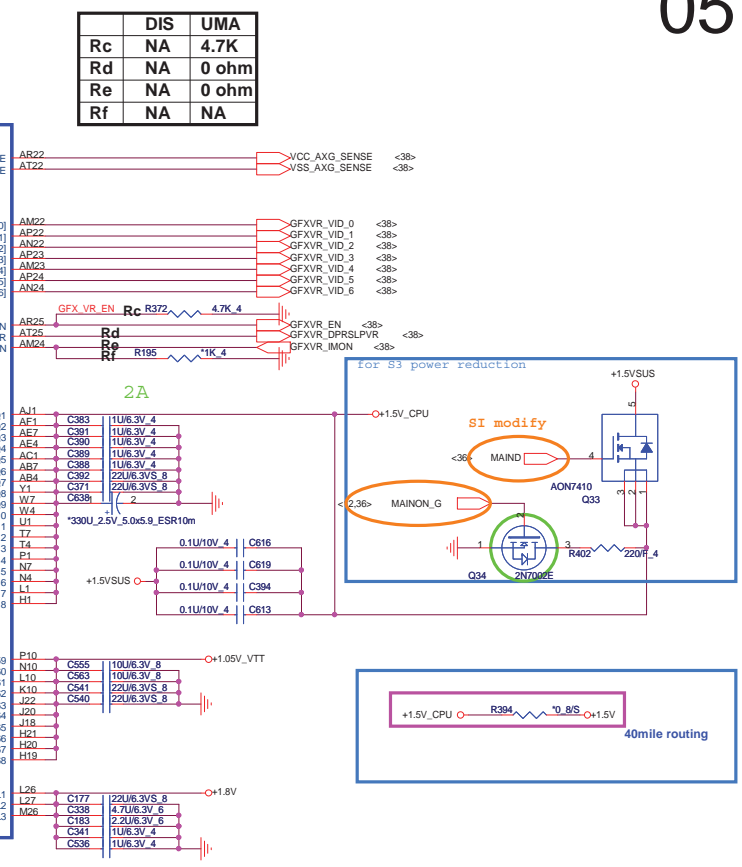 05
DIS UMA
Rc NA 4.7K
Rd NA 0 ohm
Re NA 0 ohm
Rf NA NA
AR22 VCC_AXG_SENSE <38>
AT22 VSS_AXG_SENSE <38>
AM22 GFXVR_VID_0 <38>
AP22 GFXVR_VID_1 <38>
AN22 GFXVR_VID_2 <38>
AP23 GFXVR_VID_3 <38>
AM23 GFXVR_VID_4 <38>
AP24 GFXVR_VID_5 <38>
AN24 GFXVR_VID_6 <38>
GFX_VR_EN Rc R372 4.7K_4
AR25 GFXVR_EN <38>
AT25 Rd GFXVR_DPRSLPVR <38>
AM24 Re GFXVR_IMON <38>
Rf R195 *1K_4
for S3 power reduction
+1.5VSUS
2A
+1.5V_CPU
SI modify
5
<36> MAIND 4
AON7410
Q33
3 2 1
2,36> MAINON_G
2
1 3
R402 220/F_4
Q34 2N7002E
AJ1
AF1 C383 1U/6.3V_4
AE7 C391 1U/6.3V_4
AE4 C390 1U/6.3V_4
AC1 C389 1U/6.3V_4
AB7 C388 1U/6.3V_4
AB4 C392 22U/6.3VS_8
Y1 C371 22U/6.3VS_8
W7 C638 1 2
W4 +
U1 *330U_2.5V_5.0x5.9_ESR10m
T7
T4
P1
N7
N4
L1
H1
0.1U/10V_4 C616
0.1U/10V_4 C619
+1.5VSUS
0.1U/10V_4 C394
0.1U/10V_4 C613
P10 +1.05V_VTT
N10 C555 10U/6.3V_8
L10 C563 10U/6.3V_8
K10 C541 22U/6.3VS_8
J22 C540 22U/6.3VS_8
J20
J18
H21
H20
H19
+1.5V_CPU R394 *0_8/S +1.5V
40mile routing
L26 +1.8V
L27 C177 22U/6.3VS_8
M26 C338 4.7U/6.3V_6
C183 2.2U/6.3V_6
C341 1U/6.3V_4
C536 1U/6.3V_4